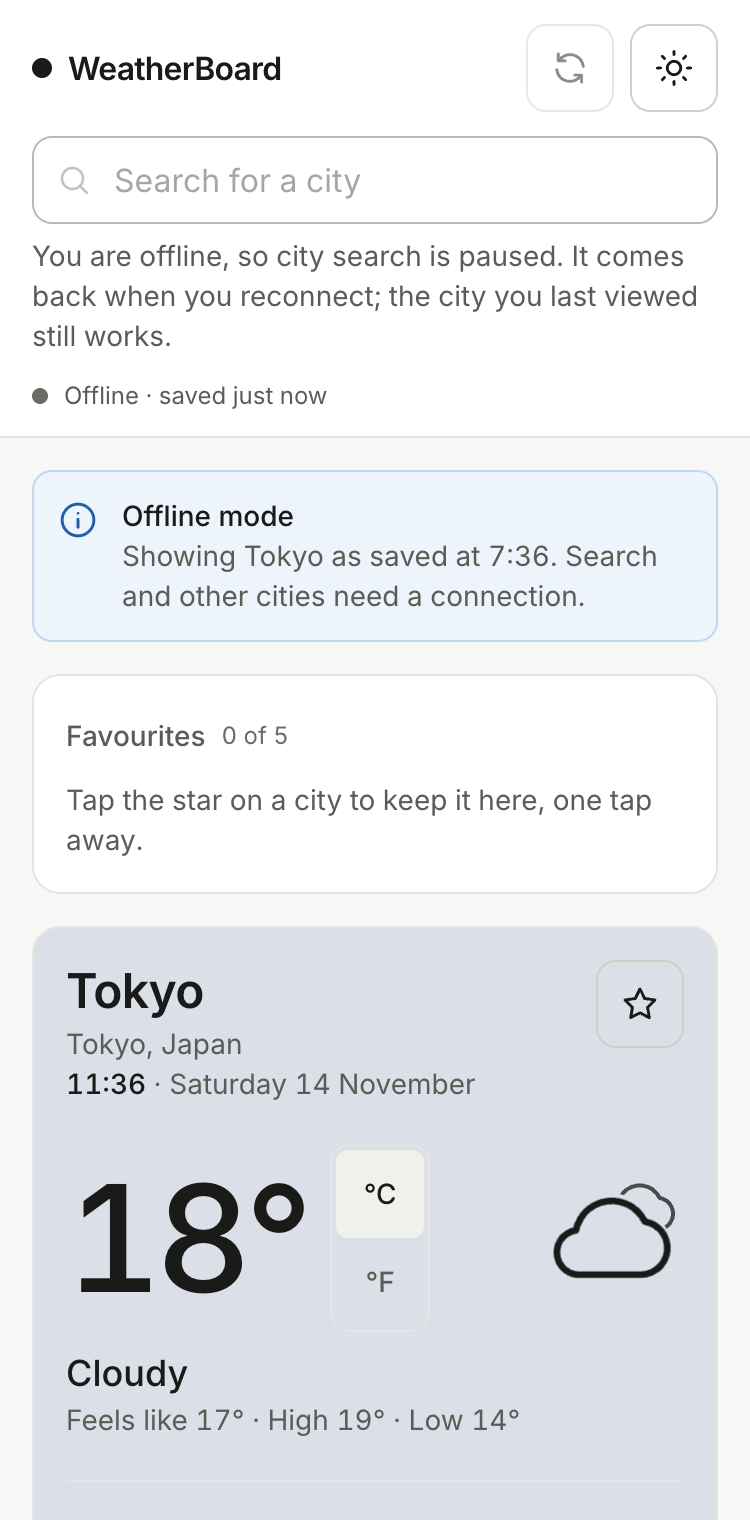 WeatherBoard
Search for a city
You are offline, so city search is paused. It comes
back when you reconnect; the city you last viewed
still works.
Offline · saved just now
Offline mode
Showing Tokyo as saved at 7:36. Search
and other cities need a connection.
Favourites 0 of 5
Tap the star on a city to keep it here, one tap
away.
Tokyo
Tokyo, Japan
11:36 · Saturday 14 November
18°
°C
°F
Cloudy
Feels like 17° · High 19° · Low 14°